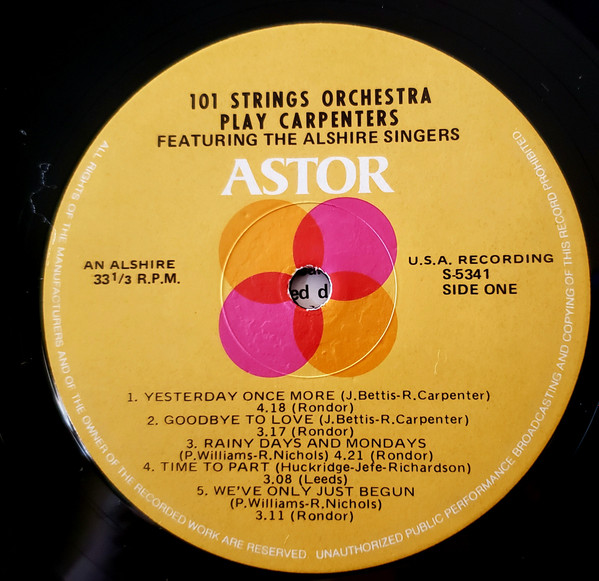 101 STRINGS ORCHESTRA
PLAY CARPENTERS
FEATURING THE ALSHIRE SINGERS
ASTOR
AN ALSHIRE
33 1/3 R.P.M.
U.S.A. RECORDING
S-5341
SIDE ONE
ed d
1. YESTERDAY ONCE MORE (J.Bettis-R.Carpenter)
4.18 (Rondor)
2. GOODBYE TO LOVE (J.Bettis-R.Carpenter)
3.17 (Rondor)
3. RAINY DAYS AND MONDAYS
(P.Williams-R.Nichols) 4.21 (Rondor)
4. TIME TO PART (Huckridge-Jefe-Richardson)
3.08 (Leeds)
5. WE'VE ONLY JUST BEGUN
(P.Williams-R.Nichols)
3.11 (Rondor)
ALL RIGHTS OF THE MANUFACTURERS AND OF THE OWNER OF THE RECORDED WORK ARE RESERVED UNAUTHORIZED PUBLIC PERFORMANCE BROADCASTING AND COPYING OF THIS RECORD PROHIBITED